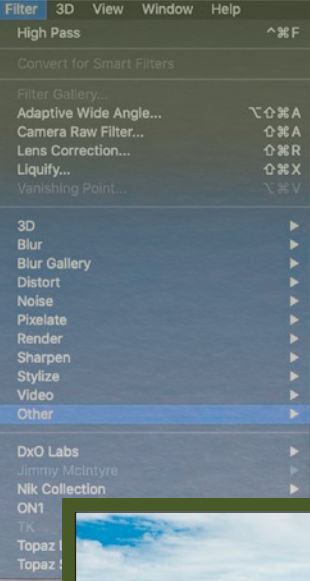 Filter 3D View Window Help
High Pass ^⌘F
Convert for Smart Filters
Filter Gallery...
Adaptive Wide Angle... ⌥⇧⌘A
Camera Raw Filter... ⇧⌘A
Lens Correction... ⇧⌘R
Liquify... ⇧⌘X
Vanishing Point... ⌥⌘V
3D
Blur
Blur Gallery
Distort
Noise
Pixelate
Render
Sharpen
Stylize
Video
Other
DxO Labs
Jimmy McIntyre
Nik Collection
ON1
TK
Topaz
Topaz